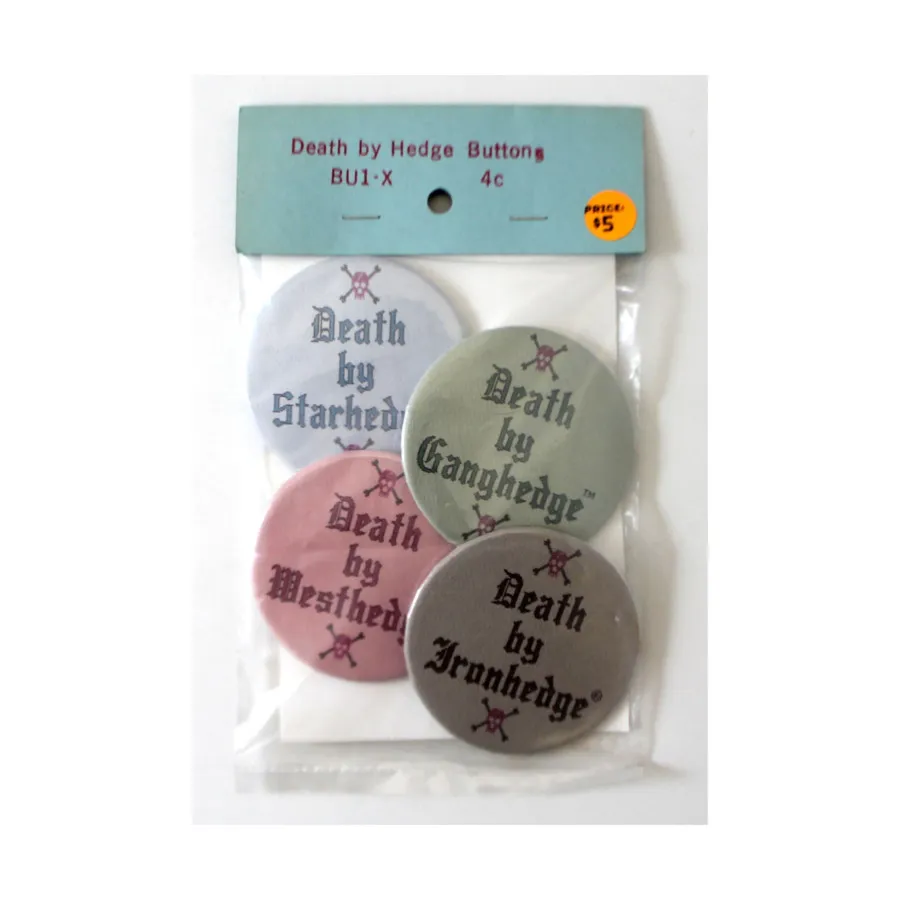 Death by Hedge Buttons
BU1-X 4c
PRICE-
$5
Death
by
Starhed
Death
by
Ganghedge™
Death
by
Westhed
Death
by
Ironhedge®